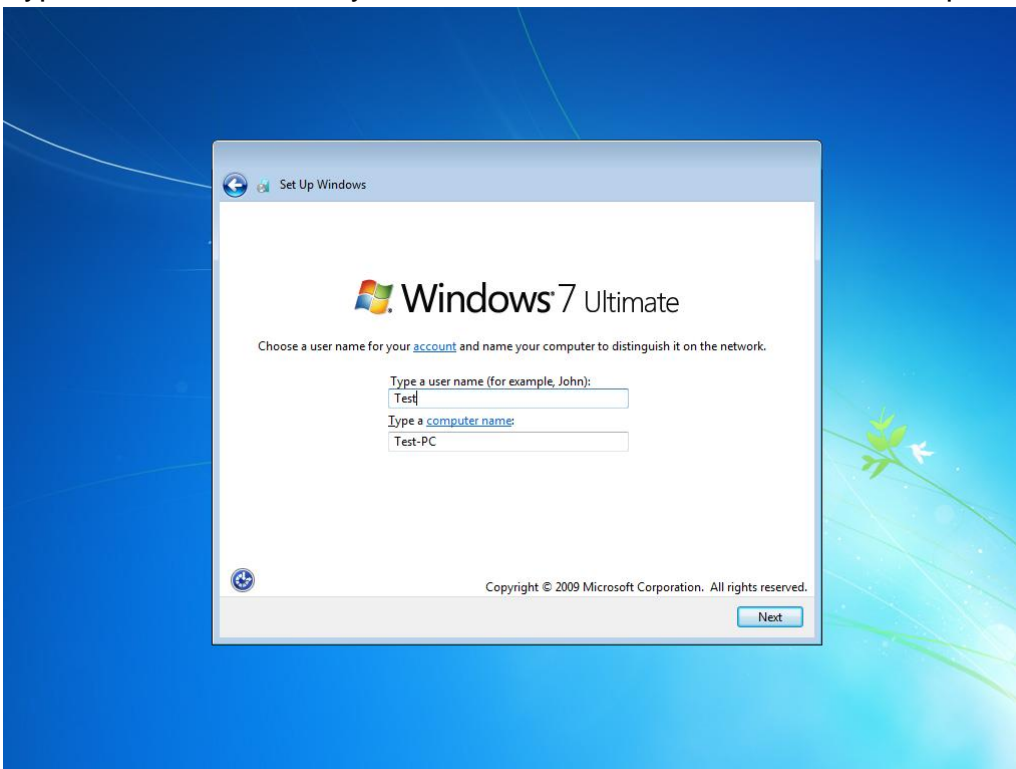 Set Up Windows
Windows 7 Ultimate
Choose a user name for your account and name your computer to distinguish it on the network.
Type a user name (for example, John):
Test
Type a computer name:
Test-PC
Copyright © 2009 Microsoft Corporation. All rights reserved.
Next